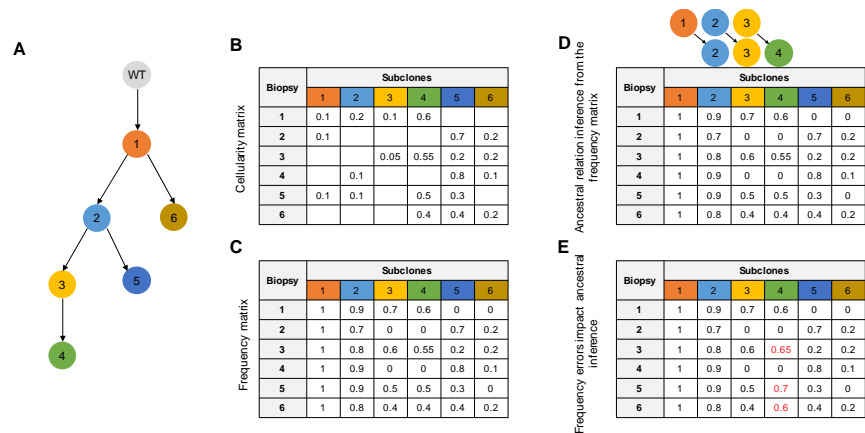 A
WT
1
2
6
3
5
4
B
Cellularity matrix
Biopsy Subclones
1 2 3 4 5 6
1 0.1 0.2 0.1 0.6
2 0.1 0.7 0.2
3 0.05 0.55 0.2 0.2
4 0.1 0.8 0.1
5 0.1 0.1 0.5 0.3
6 0.4 0.4 0.2
C
Frequency matrix
Biopsy Subclones
1 2 3 4 5 6
1 1 0.9 0.7 0.6 0 0
2 1 0.7 0 0 0.7 0.2
3 1 0.8 0.6 0.55 0.2 0.2
4 1 0.9 0 0 0.8 0.1
5 1 0.9 0.5 0.5 0.3 0
6 1 0.8 0.4 0.4 0.4 0.2
D
1 2 3
2 3 4
Ancestral relation inference from the
frequency matrix
Biopsy Subclones
1 2 3 4 5 6
1 1 0.9 0.7 0.6 0 0
2 1 0.7 0 0 0.7 0.2
3 1 0.8 0.6 0.55 0.2 0.2
4 1 0.9 0 0 0.8 0.1
5 1 0.9 0.5 0.5 0.3 0
6 1 0.8 0.4 0.4 0.4 0.2
E
Frequency errors impact ancestral
inference
Biopsy Subclones
1 2 3 4 5 6
1 1 0.9 0.7 0.6 0 0
2 1 0.7 0 0 0.7 0.2
3 1 0.8 0.6 0.65 0.2 0.2
4 1 0.9 0 0 0.8 0.1
5 1 0.9 0.5 0.7 0.3 0
6 1 0.8 0.4 0.6 0.4 0.2